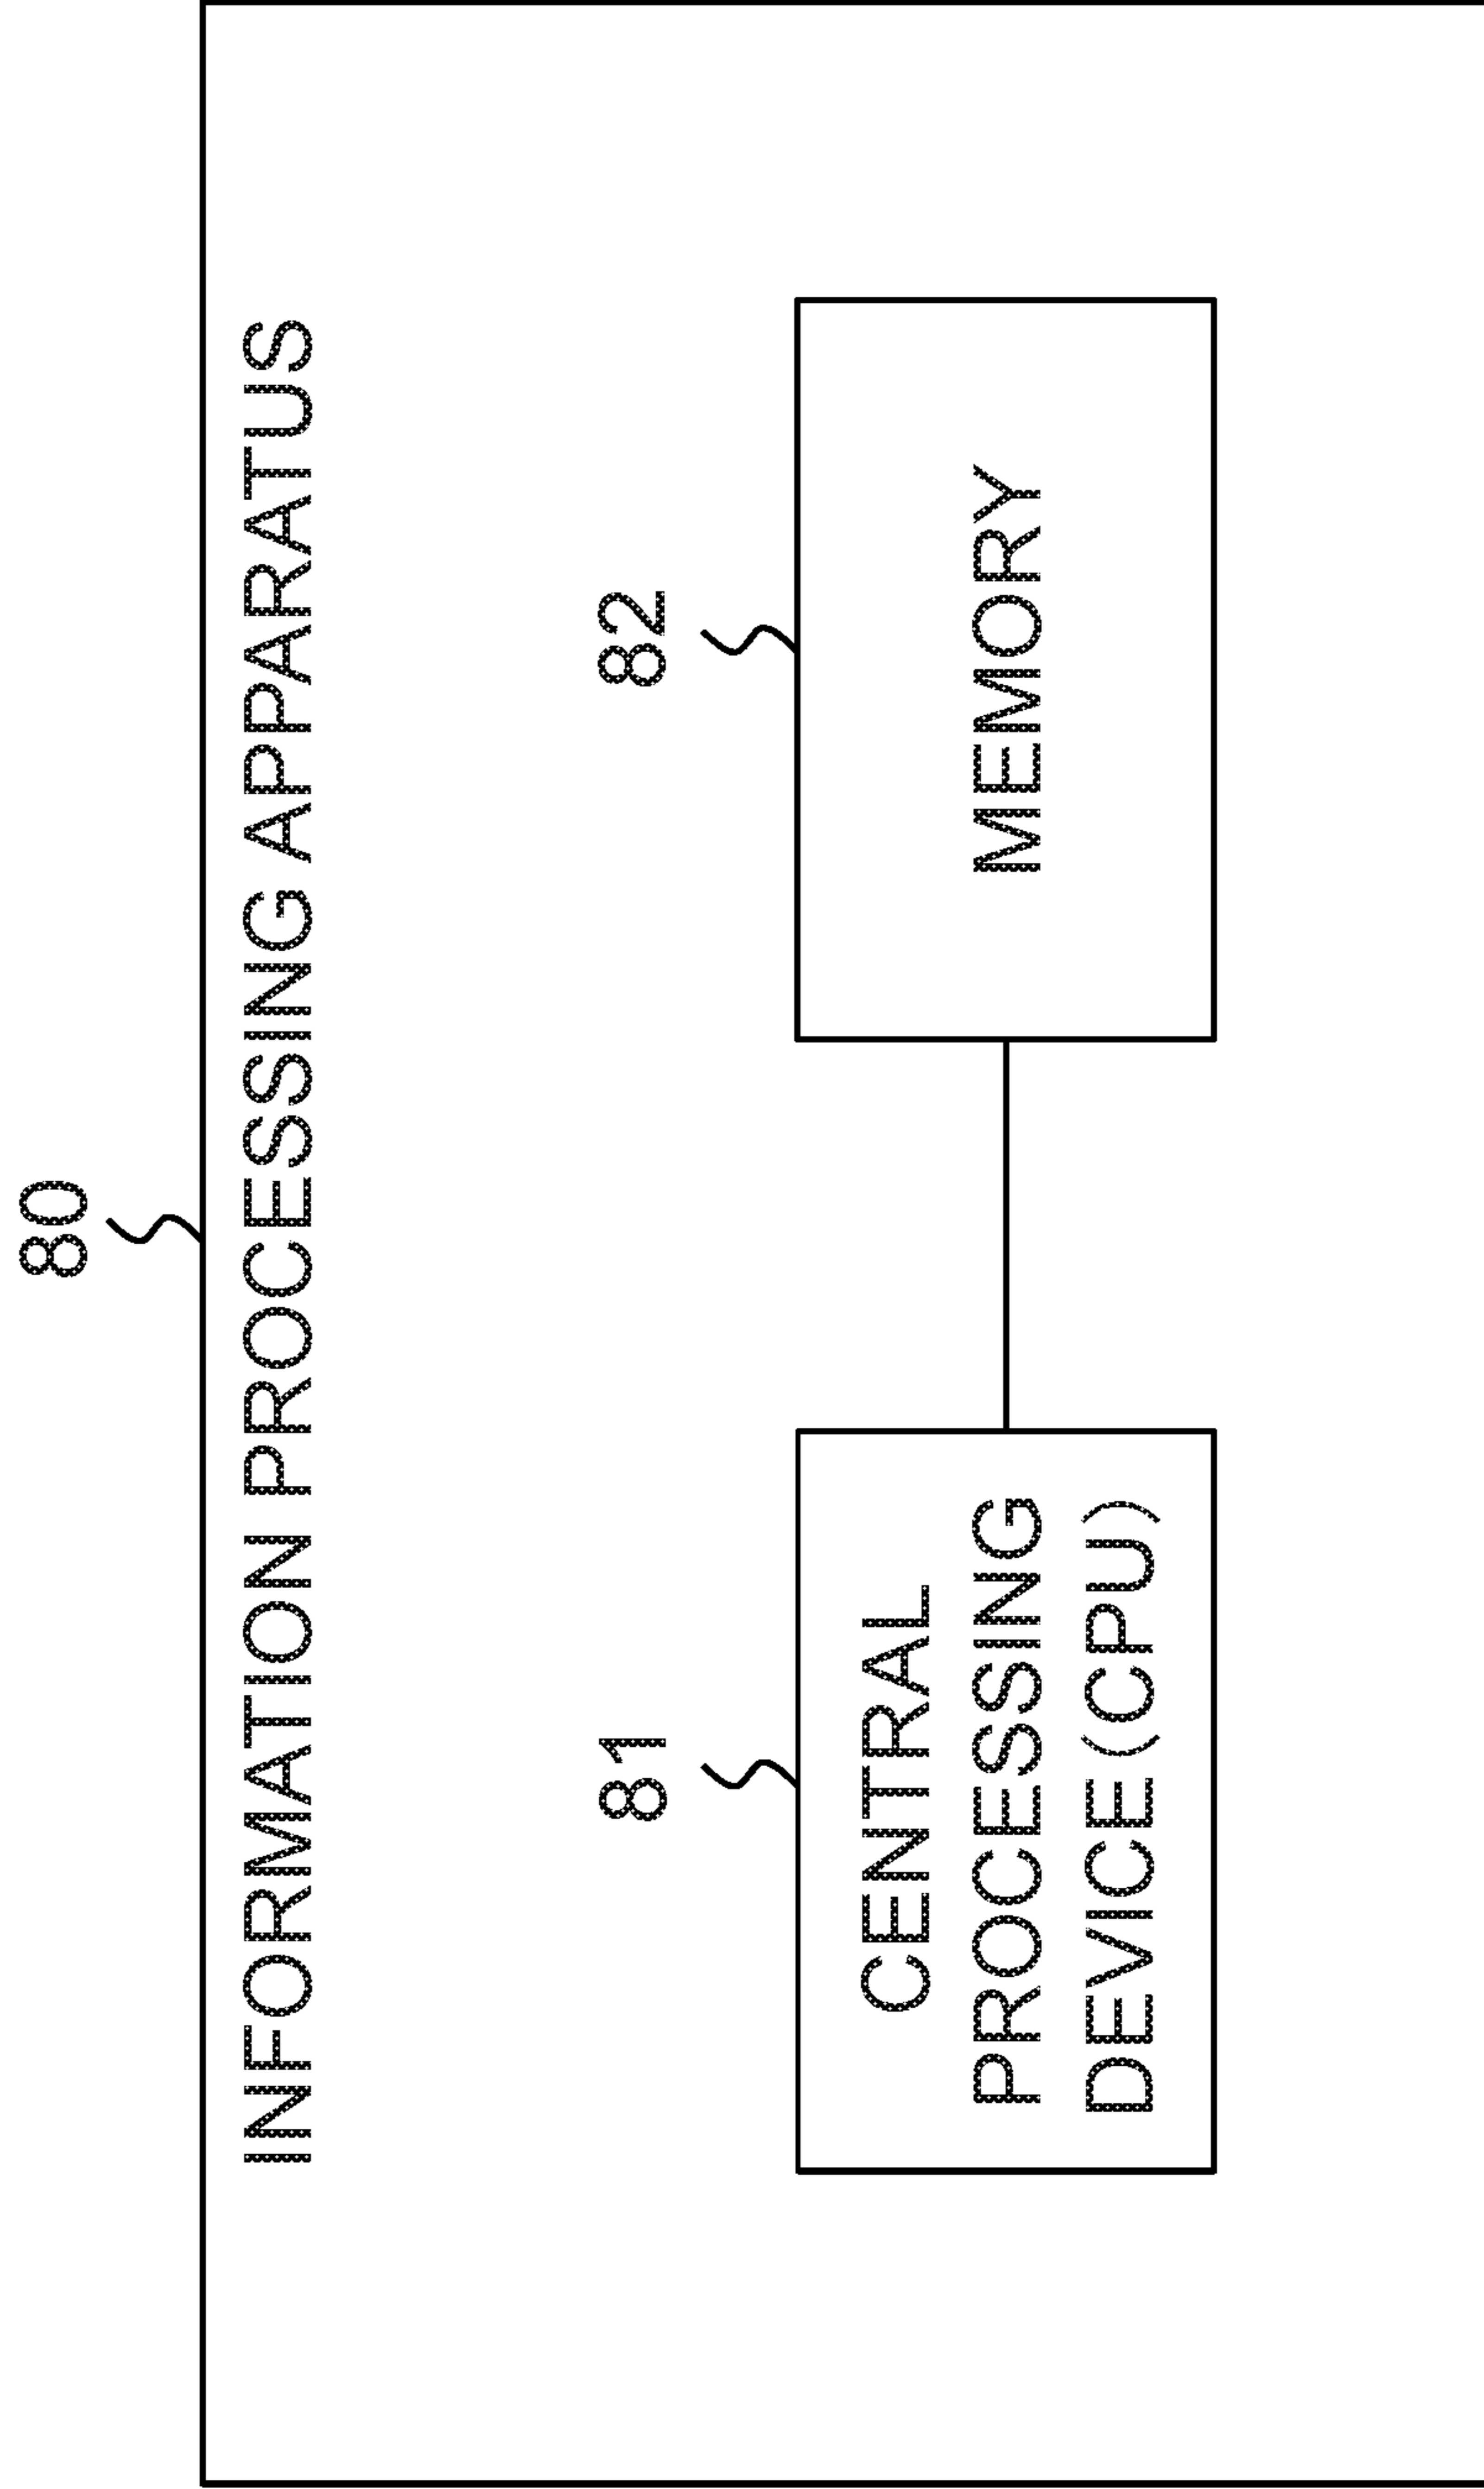 80
INFORMATION PROCESSING APPARATUS
81
82
CENTRAL
PROCESSING
DEVICE(CPU)
MEMORY